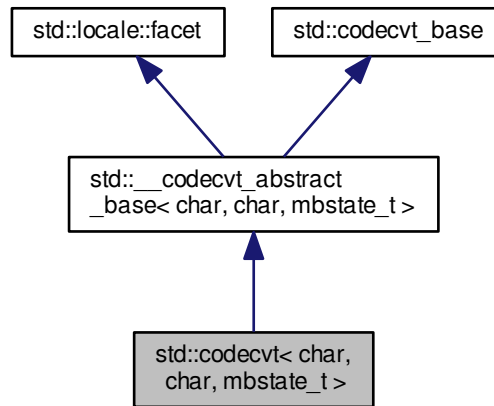 std::locale::facet
std::codecvt_base
std::__codecvt_abstract
_base< char, char, mbstate_t >
std::codecvt< char,
char, mbstate_t >